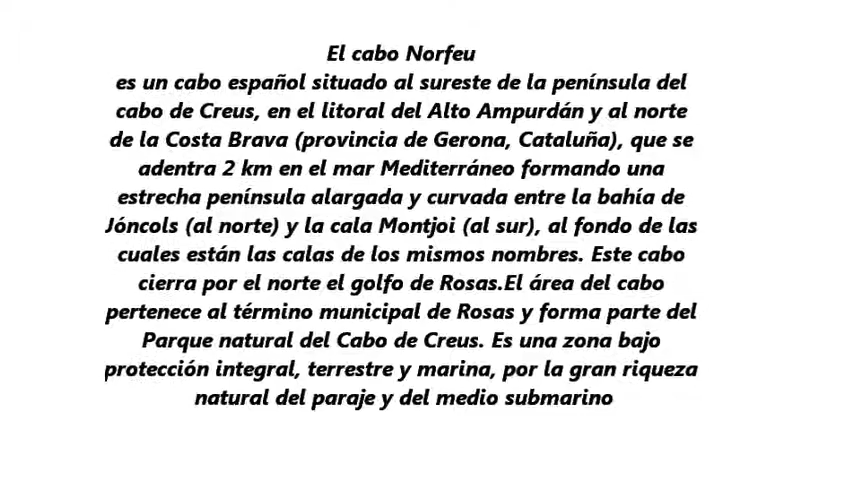 El cabo Norfeu
es un cabo español situado al sureste de la península del
cabo de Creus, en el litoral del Alto Ampurdán y al norte
de la Costa Brava (provincia de Gerona, Cataluña), que se
adentra 2 km en el mar Mediterráneo formando una
estrecha península alargada y curvada entre la bahía de
Jóncols (al norte) y la cala Montjoi (al sur), al fondo de las
cuales están las calas de los mismos nombres. Este cabo
cierra por el norte el golfo de Rosas.El área del cabo
pertenece al término municipal de Rosas y forma parte del
Parque natural del Cabo de Creus. Es una zona bajo
protección integral, terrestre y marina, por la gran riqueza
natural del paraje y del medio submarino